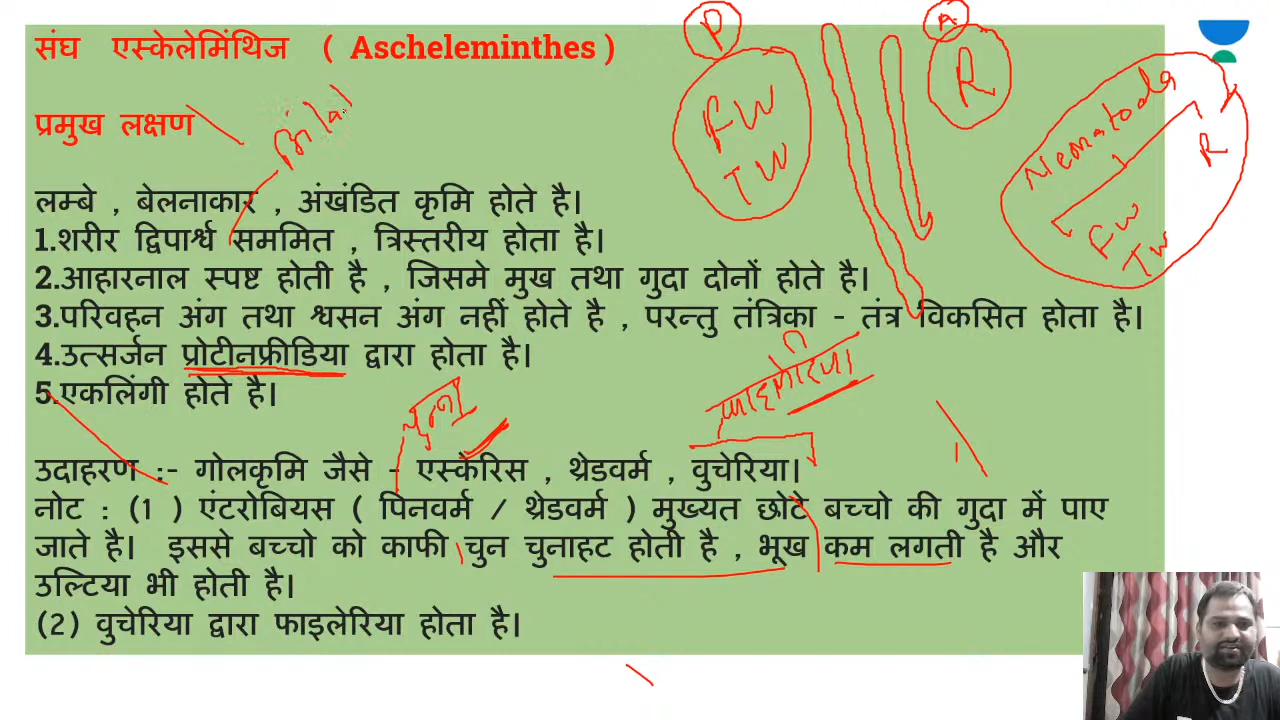 संघ एस्केलेमिंथिज ( Ascheleminthes )
P
A
R
FW
TW
Nematoda
R
FW
TW
प्रमुख लक्षण
लम्बे , बेलनाकार , अंखंडित कृमि होते है।
1.शरीर द्विपार्श्व सममित , त्रिस्तरीय होता है।
2.आहारनाल स्पष्ट होती है , जिसमे मुख तथा गुदा दोनों होते है।
3.परिवहन अंग तथा श्वसन अंग नहीं होते है , परन्तु तंत्रिका - तंत्र विकसित होता है।
4.उत्सर्जन प्रोटीनफ्रीडिया द्वारा होता है।
5.एकलिंगी होते है।
उदाहरण :- गोलकृमि जैसे - एस्केरिस , थ्रेडवर्म , वुचेरिया।
नोट : (1 ) एंटरोबियस ( पिनवर्म / थ्रेडवर्म ) मुख्यत छोटे बच्चो की गुदा में पाए
जाते है। इससे बच्चो को काफी चुन चुनाहट होती है , भूख कम लगती है और
उल्टिया भी होती है।
(2) वुचेरिया द्वारा फाइलेरिया होता है।